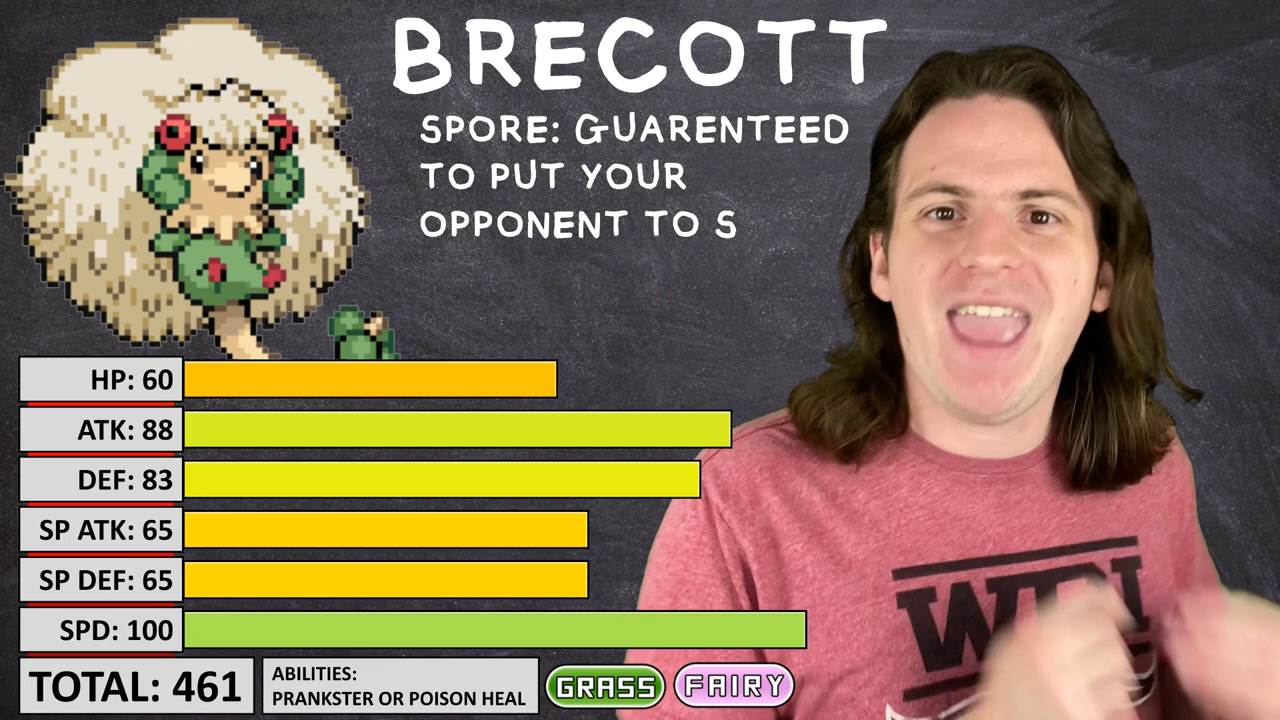 BRECOTT
SPORE: GUARENTEED
TO PUT YOUR
OPPONENT TO S
HP: 60
ATK: 88
DEF: 83
SP ATK: 65
SP DEF: 65
SPD: 100
TOTAL: 461
ABILITIES:
PRANKSTER OR POISON HEAL
GRASS
FAIRY